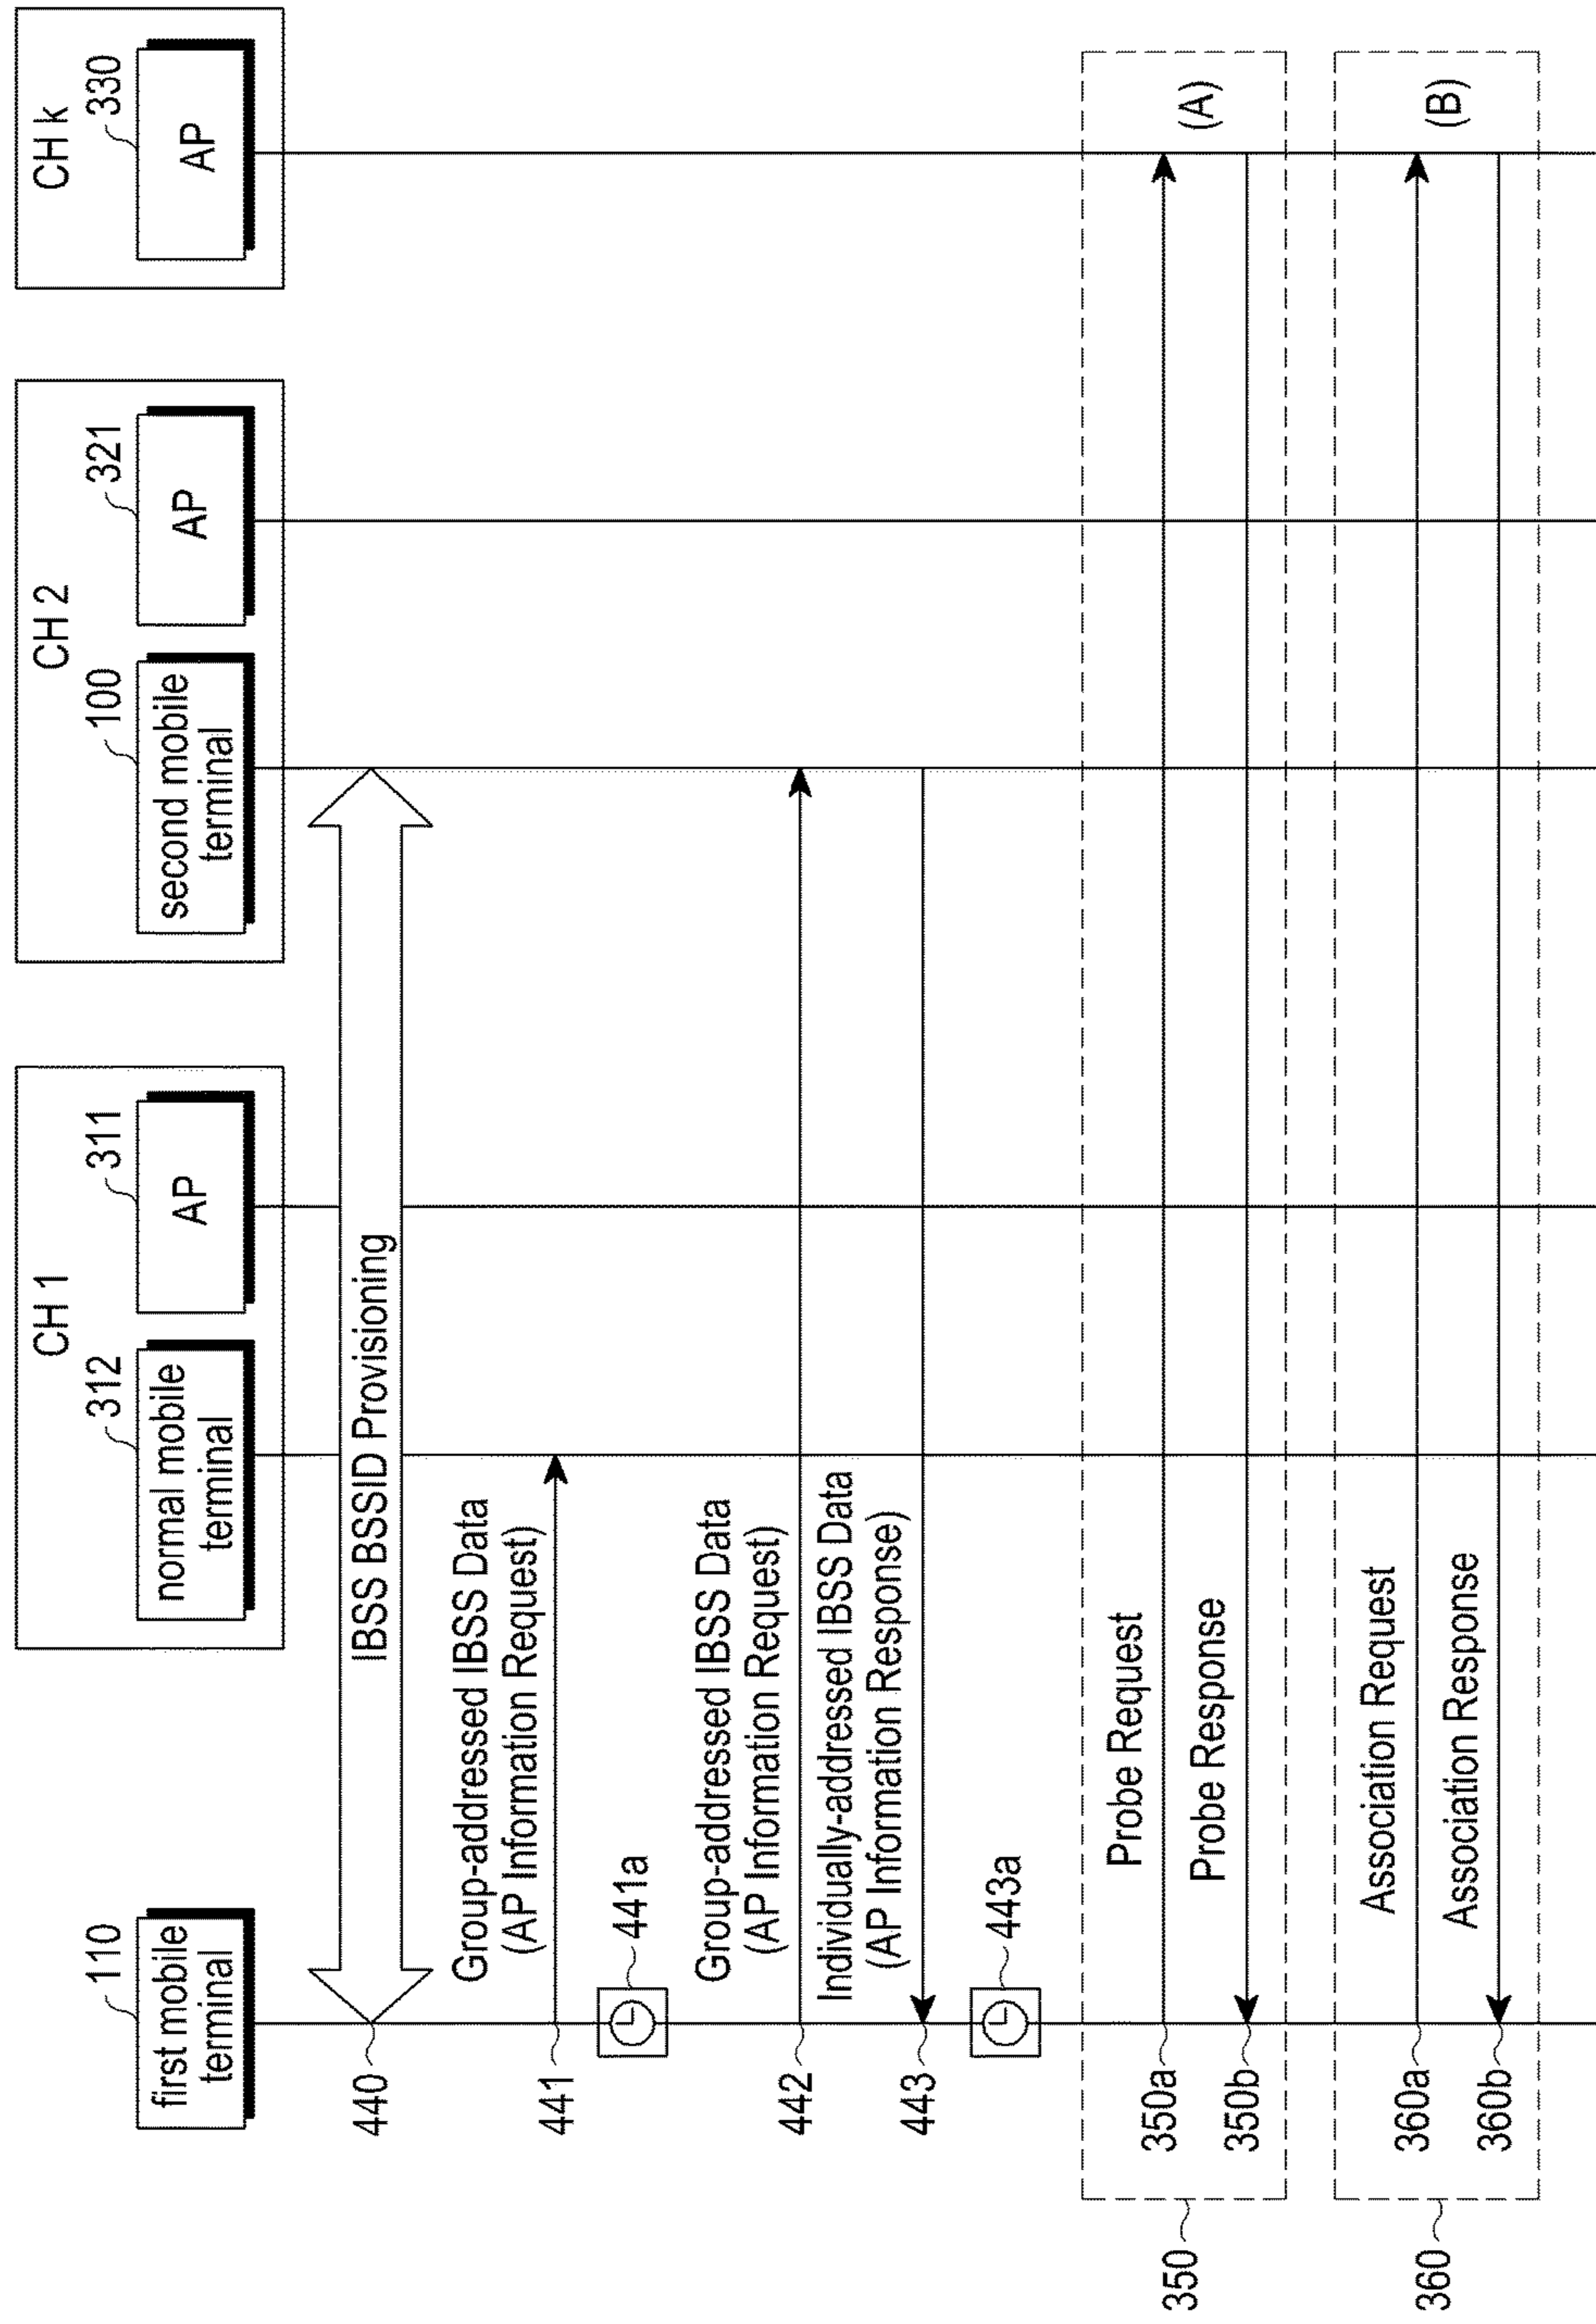 CH 1
CH 2
CH k
110
312
311
100
321
330
first mobile
terminal
normal mobile
terminal
AP
second mobile
terminal
AP
AP
440
IBSS BSSID Provisioning
Group-addressed IBSS Data
(AP Information Request)
441
441a
Group-addressed IBSS Data
(AP Information Request)
442
Individually-addressed IBSS Data
(AP Information Response)
443
443a
350
Probe Request
350a
(A)
Probe Response
350b
360
Association Request
360a
(B)
Association Response
360b